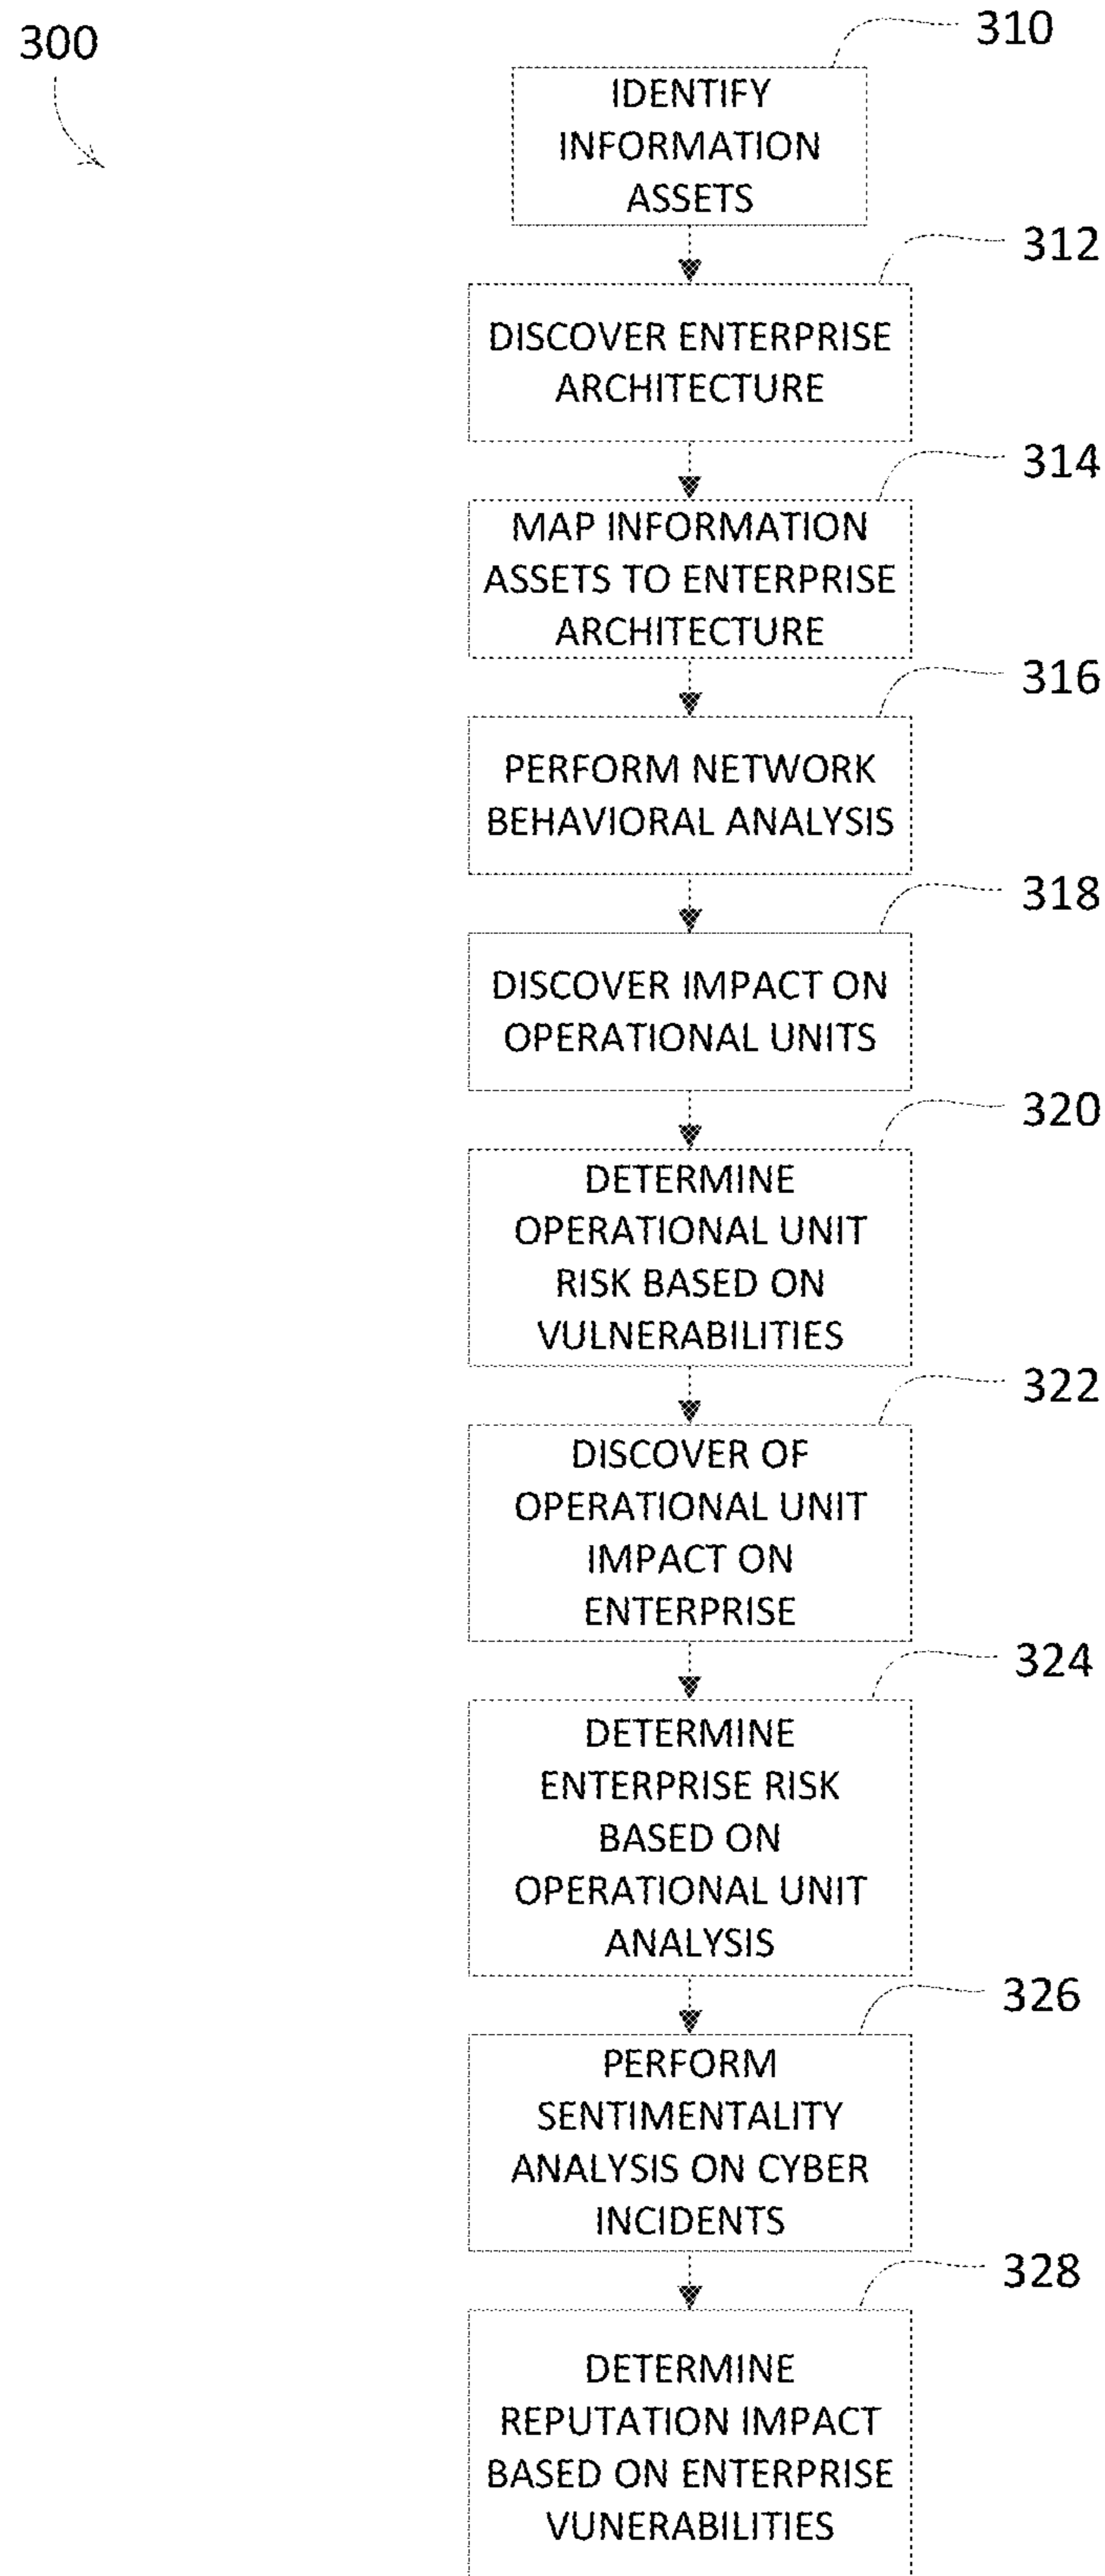 300
310
IDENTIFY
INFORMATION
ASSETS
312
DISCOVER ENTERPRISE
ARCHITECTURE
314
MAP INFORMATION
ASSETS TO ENTERPRISE
ARCHITECTURE
316
PERFORM NETWORK
BEHAVIORAL ANALYSIS
318
DISCOVER IMPACT ON
OPERATIONAL UNITS
320
DETERMINE
OPERATIONAL UNIT
RISK BASED ON
VULNERABILITIES
322
DISCOVER OF
OPERATIONAL UNIT
IMPACT ON
ENTERPRISE
324
DETERMINE
ENTERPRISE RISK
BASED ON
OPERATIONAL UNIT
ANALYSIS
326
PERFORM
SENTIMENTALITY
ANALYSIS ON CYBER
INCIDENTS
328
DETERMINE
REPUTATION IMPACT
BASED ON ENTERPRISE
VUNERABILITIES